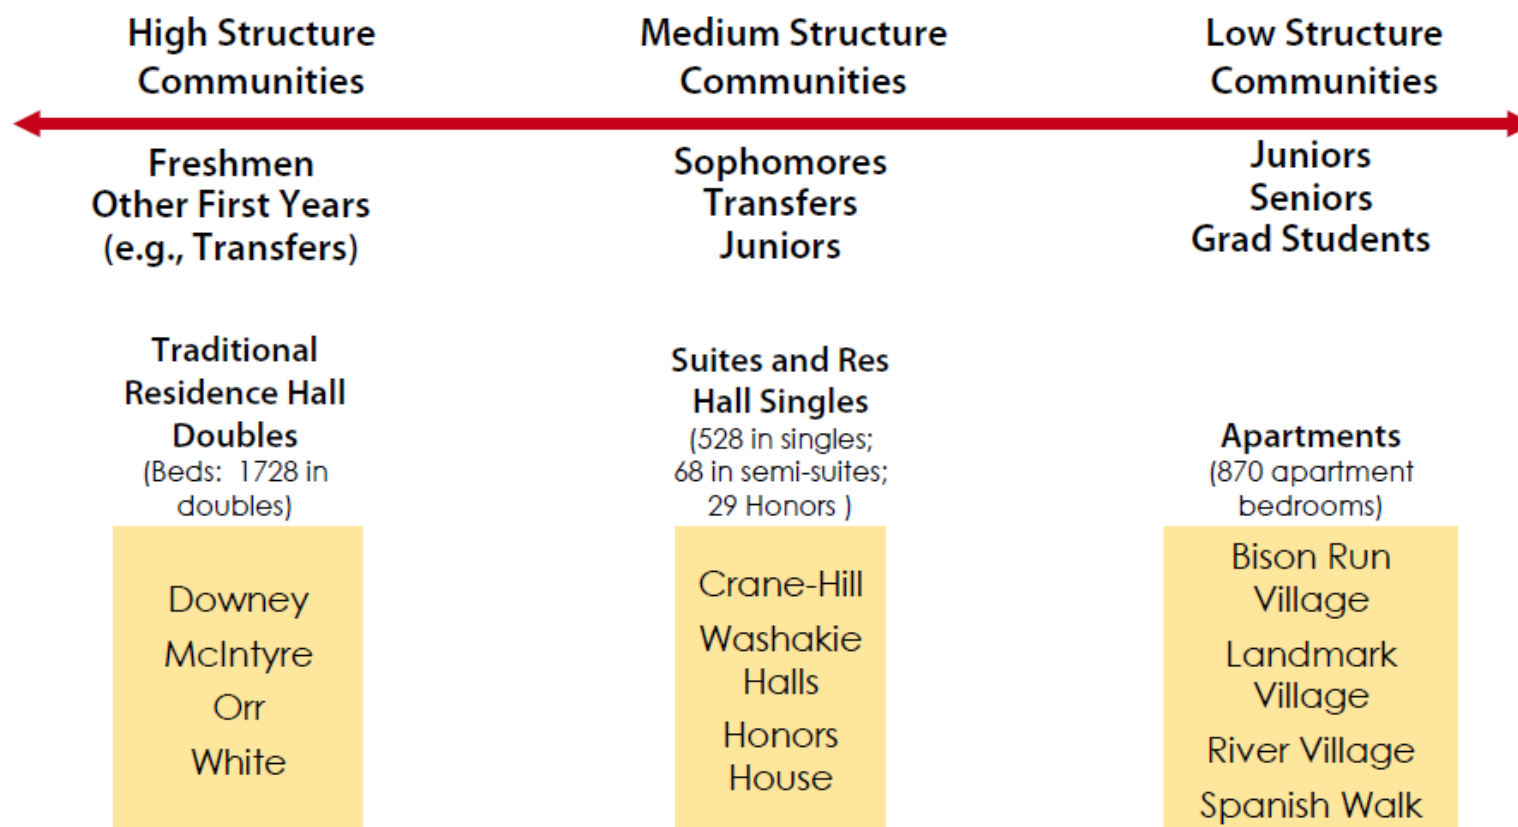 High Structure
Communities
Medium Structure
Communities
Low Structure
Communities
Freshmen
Other First Years
(e.g., Transfers)
Sophomores
Transfers
Juniors
Juniors
Seniors
Grad Students
Traditional
Residence Hall
Doubles
(Beds: 1728 in
doubles)
Suites and Res
Hall Singles
(528 in singles;
68 in semi-suites;
29 Honors )
Apartments
(870 apartment
bedrooms)
Downey
McIntyre
Orr
White
Crane-Hill
Washakie
Halls
Honors
House
Bison Run
Village
Landmark
Village
River Village
Spanish Walk